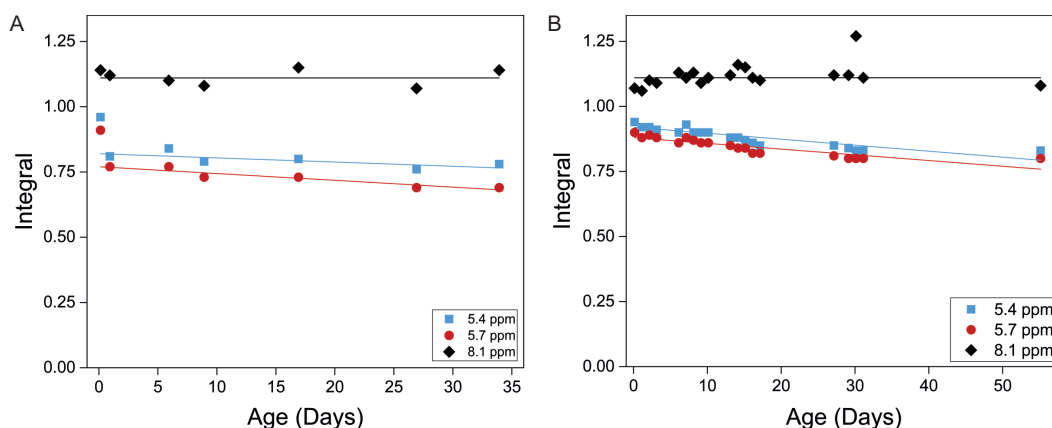 A
1.25
1.00
0.75
0.50
0.25
0.00
Integral
0 5 10 15 20 25 30 35
Age (Days)
5.4 ppm
5.7 ppm
8.1 ppm
B
1.25
1.00
0.75
0.50
0.25
0.00
Integral
0 10 20 30 40 50
Age (Days)
5.4 ppm
5.7 ppm
8.1 ppm